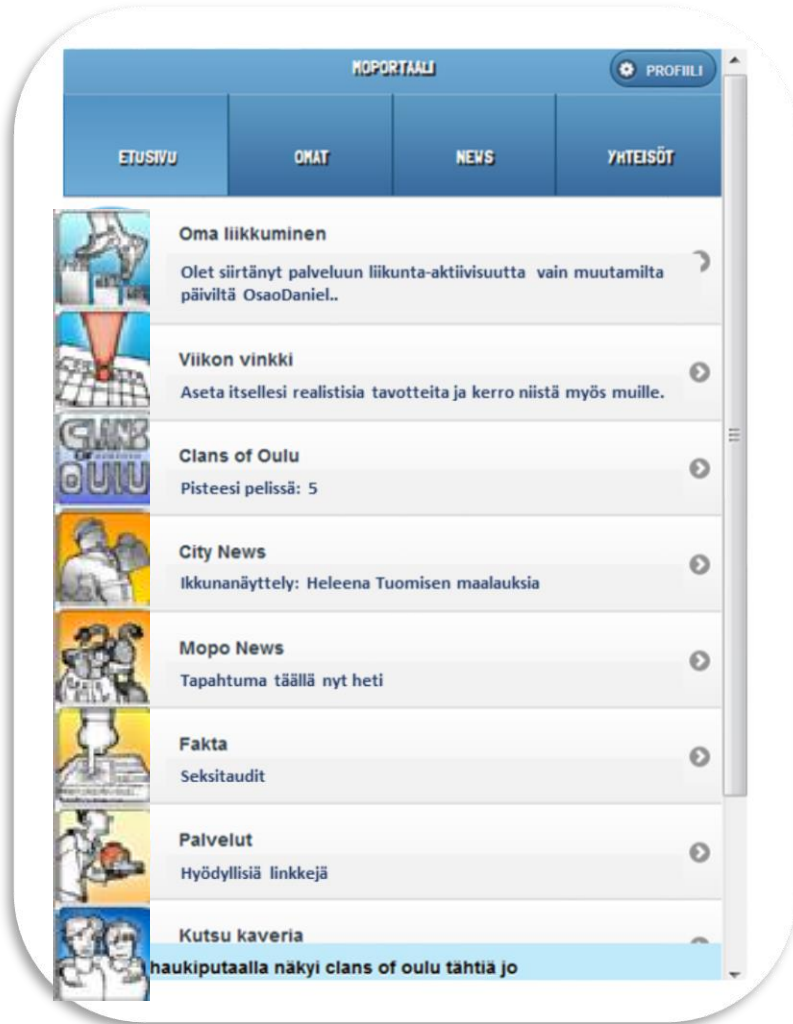 MOPORTAALI
PROFIILI
ETUSIVU
OMAT
NEWS
YHTEISÖT
Oma liikkuminen
Olet siirtänyt palveluun liikunta-aktiivisuutta vain muutamilta
päiviltä OsaoDaniel..
Viikon vinkki
Aseta itsellesi realistisia tavotteita ja kerro niistä myös muille.
CLANS
OF
OULU
Clans of Oulu
Pisteesi pelissä: 5
City News
Ikkunanäyttely: Heleena Tuomisen maalauksia
Mopo News
Tapahtuma täällä nyt heti
Fakta
Seksitaudit
Palvelut
Hyödyllisiä linkkejä
Kutsu kaveria
haukiputaalla näkyi clans of oulu tähtiä jo